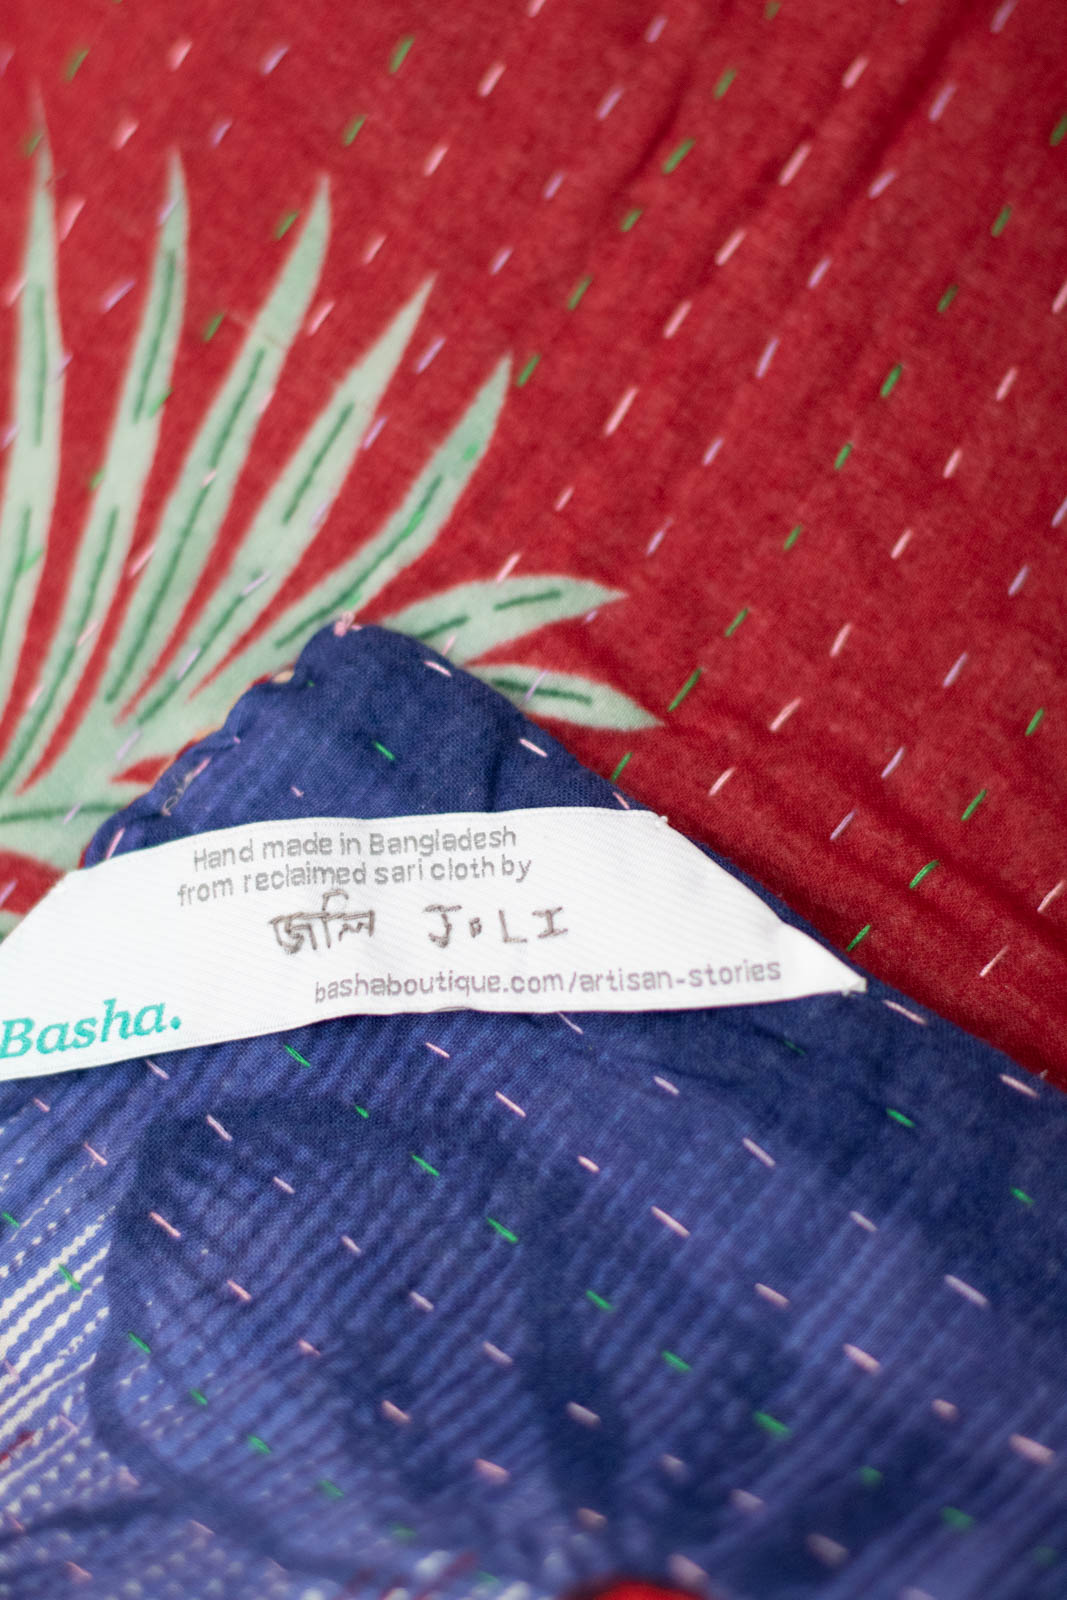 Hand made in Bangladesh
from reclaimed sari cloth by
জলি JOLI
bashaboutique.com/artisan-stories
Basha.